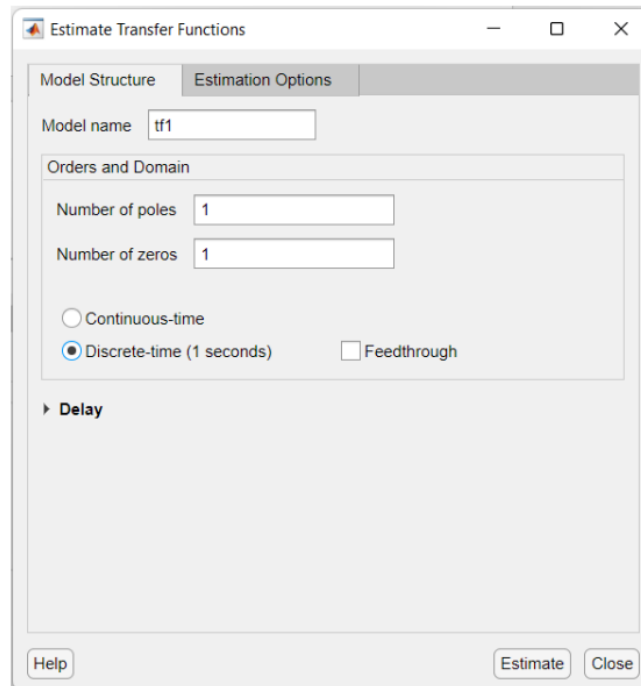 Estimate Transfer Functions
Model Structure Estimation Options
Model name tf1
Orders and Domain
Number of poles 1
Number of zeros 1
Continuous-time
Discrete-time (1 seconds) Feedthrough
Delay
Help Estimate Close